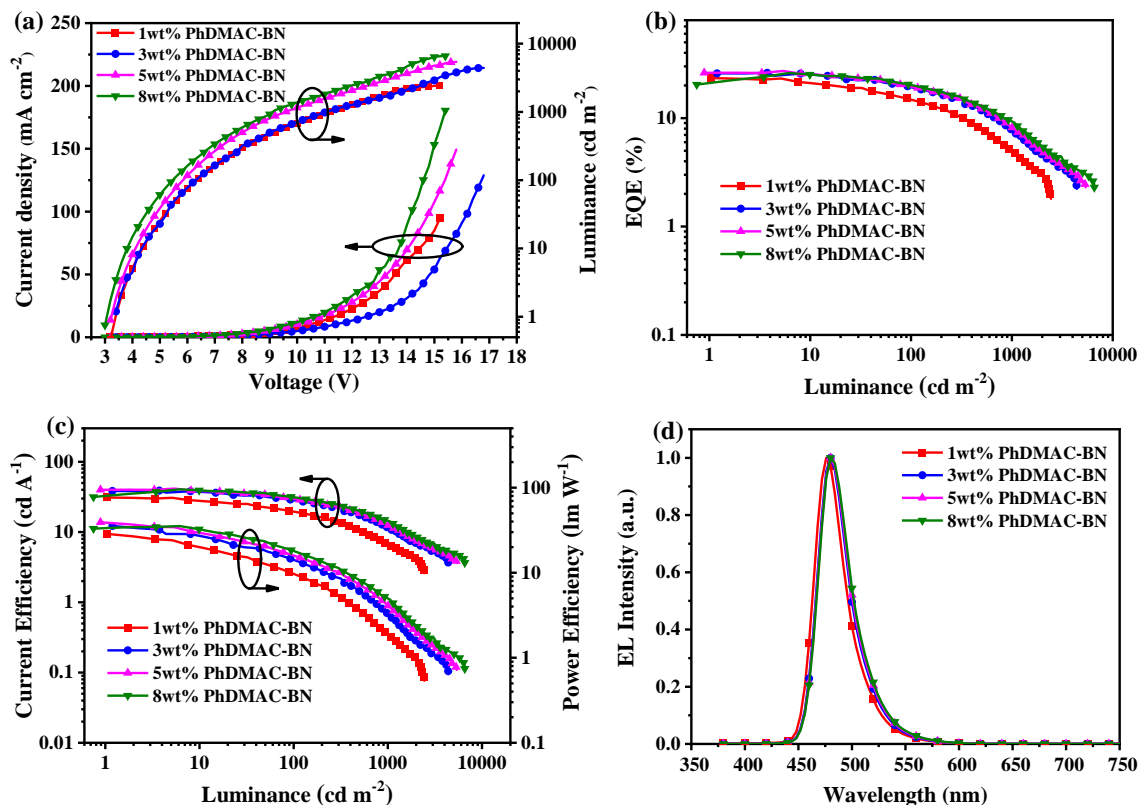 (a)
250
200
150
100
50
0
Current density (mA cm-2)
1wt% PhDMAC-BN
3wt% PhDMAC-BN
5wt% PhDMAC-BN
8wt% PhDMAC-BN
10000
1000
100
10
1
Luminance (cd m-2)
3 4 5 6 7 8 9 10 11 12 13 14 15 16 17 18
Voltage (V)
(b)
10
1
0.1
EQE (%)
1wt% PhDMAC-BN
3wt% PhDMAC-BN
5wt% PhDMAC-BN
8wt% PhDMAC-BN
1 10 100 1000 10000
Luminance (cd m-2)
(c)
100
10
1
0.1
0.01
Current Efficiency (cd A-1)
1wt% PhDMAC-BN
3wt% PhDMAC-BN
5wt% PhDMAC-BN
8wt% PhDMAC-BN
100
10
1
0.1
Power Efficiency (lm W-1)
1 10 100 1000 10000
Luminance (cd m-2)
(d)
1.0
0.8
0.6
0.4
0.2
0.0
EL Intensity (a.u.)
1wt% PhDMAC-BN
3wt% PhDMAC-BN
5wt% PhDMAC-BN
8wt% PhDMAC-BN
350 400 450 500 550 600 650 700 750
Wavelength (nm)